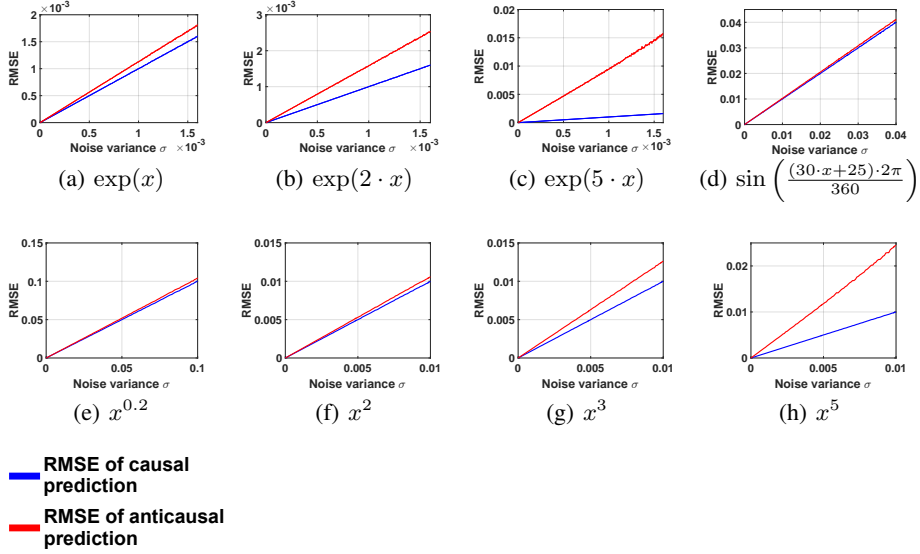 ×10⁻³
2
1.5
1
0.5
0
RMSE
0 0.5 1 1.5
Noise variance σ ×10⁻³
(a) exp(x)
×10⁻³
3
2
1
0
RMSE
0 0.5 1 1.5
Noise variance σ ×10⁻³
(b) exp(2 · x)
0.02
0.015
0.01
0.005
0
RMSE
0 0.5 1 1.5
Noise variance σ ×10⁻³
(c) exp(5 · x)
0.04
0.03
0.02
0.01
0
RMSE
0 0.01 0.02 0.03 0.04
Noise variance σ
(d) sin ((30·x+25)·2π / 360)
0.15
0.1
0.05
0
RMSE
0 0.05 0.1
Noise variance σ
(e) x^0.2
0.015
0.01
0.005
0
RMSE
0 0.005 0.01
Noise variance σ
(f) x²
0.015
0.01
0.005
0
RMSE
0 0.005 0.01
Noise variance σ
(g) x³
0.02
0.01
0
RMSE
0 0.005 0.01
Noise variance σ
(h) x⁵
RMSE of causal
prediction
RMSE of anticausal
prediction